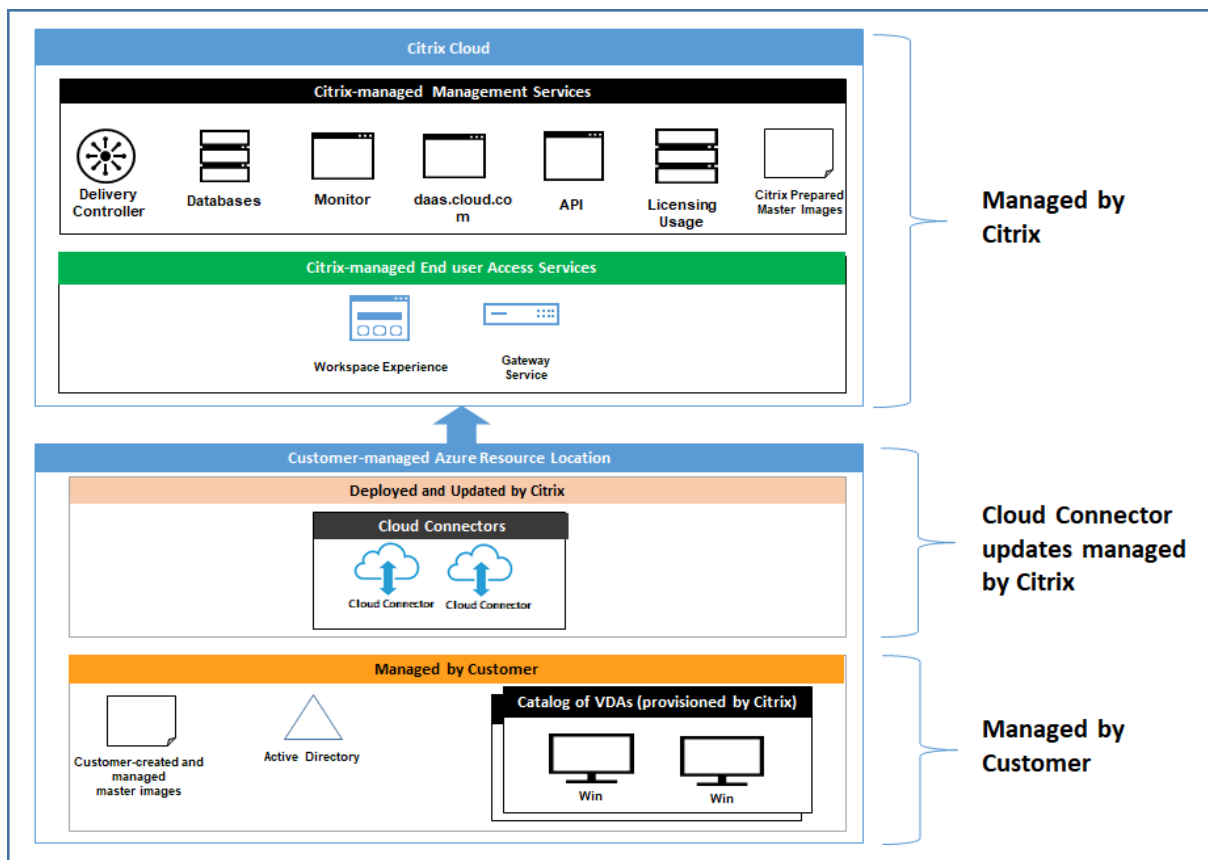 Citrix Cloud
Citrix-managed Management Services
Delivery
Controller
Databases
Monitor
daas.cloud.co
m
API
Licensing
Usage
Citrix Prepared
Master Images
Managed by
Citrix
Citrix-managed End user Access Services
Workspace Experience
Gateway
Service
Customer-managed Azure Resource Location
Deployed and Updated by Citrix
Cloud Connectors
Cloud Connector
Cloud Connector
Cloud Connector
updates managed
by Citrix
Managed by Customer
Customer-created and
managed
master images
Active Directory
Catalog of VDAs (provisioned by Citrix)
Win
Win
Managed by
Customer